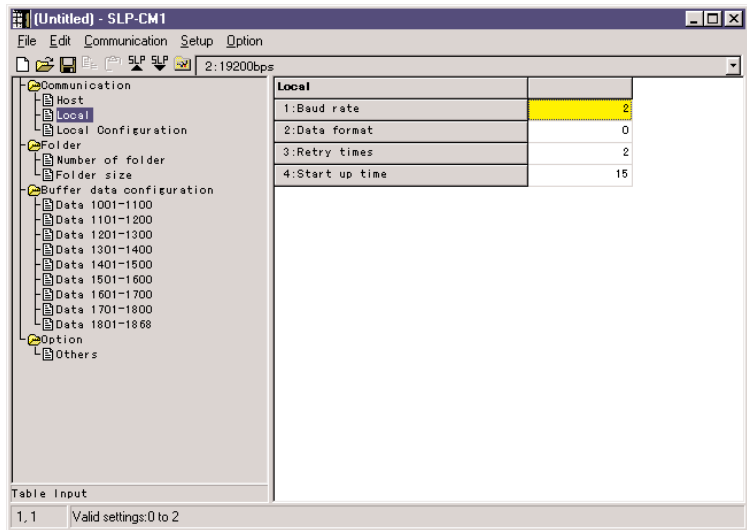 (Untitled) - SLP-CM1
File Edit Communication Setup Option
SLP SLP 2:19200bps
Communication
Host
Local
Local Configuration
Folder
Number of folder
Folder size
Buffer data configuration
Data 1001-1100
Data 1101-1200
Data 1201-1300
Data 1301-1400
Data 1401-1500
Data 1501-1600
Data 1601-1700
Data 1701-1800
Data 1801-1868
Option
Others
Local
1:Baud rate 2
2:Data format 0
3:Retry times 2
4:Start up time 15
Table Input
1, 1 Valid settings:0 to 2